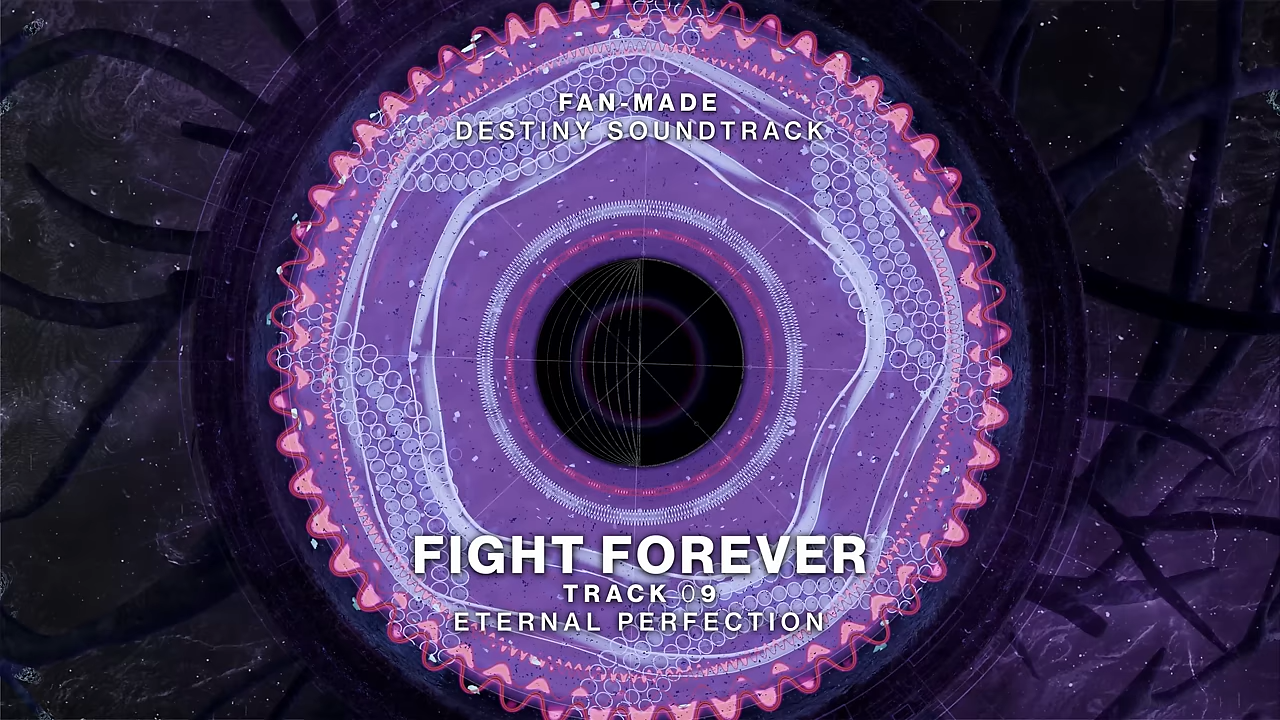 FAN-MADE
DESTINY SOUNDTRACK
FIGHT FOREVER
TRACK 09
ETERNAL PERFECTION